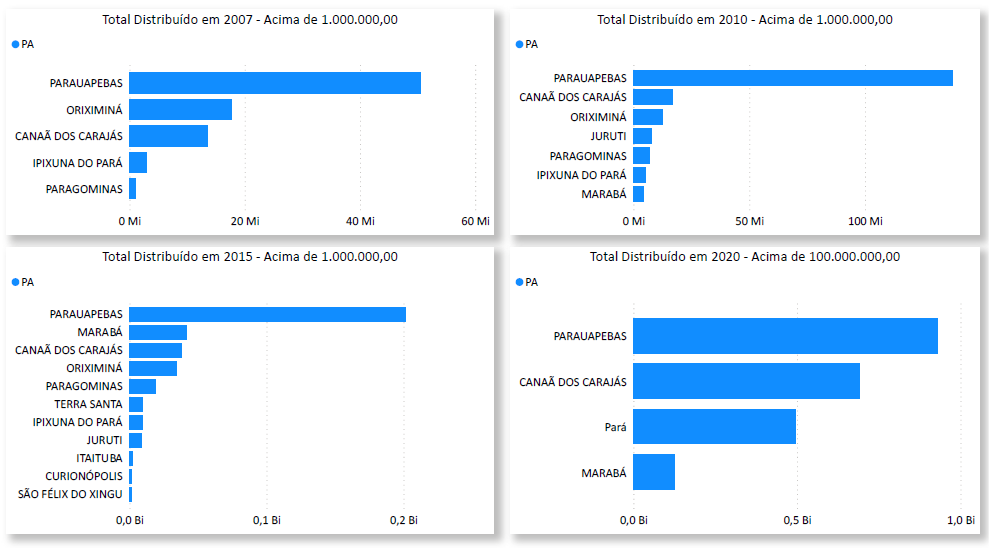 Total Distribuído em 2007 - Acima de 1.000.000,00
PA
PARAUAPEBAS
ORIXIMINÁ
CANAÃ DOS CARAJÁS
IPIXUNA DO PARÁ
PARAGOMINAS
0 Mi 20 Mi 40 Mi 60 Mi
Total Distribuído em 2010 - Acima de 1.000.000,00
PA
PARAUAPEBAS
CANAÃ DOS CARAJÁS
ORIXIMINÁ
JURUTI
PARAGOMINAS
IPIXUNA DO PARÁ
MARABÁ
0 Mi 50 Mi 100 Mi
Total Distribuído em 2015 - Acima de 1.000.000,00
PA
PARAUAPEBAS
MARABÁ
CANAÃ DOS CARAJÁS
ORIXIMINÁ
PARAGOMINAS
TERRA SANTA
IPIXUNA DO PARÁ
JURUTI
ITAITUBA
CURIONÓPOLIS
SÃO FÉLIX DO XINGU
0,0 Bi 0,1 Bi 0,2 Bi
Total Distribuído em 2020 - Acima de 100.000.000,00
PA
PARAUAPEBAS
CANAÃ DOS CARAJÁS
Pará
MARABÁ
0,0 Bi 0,5 Bi 1,0 Bi